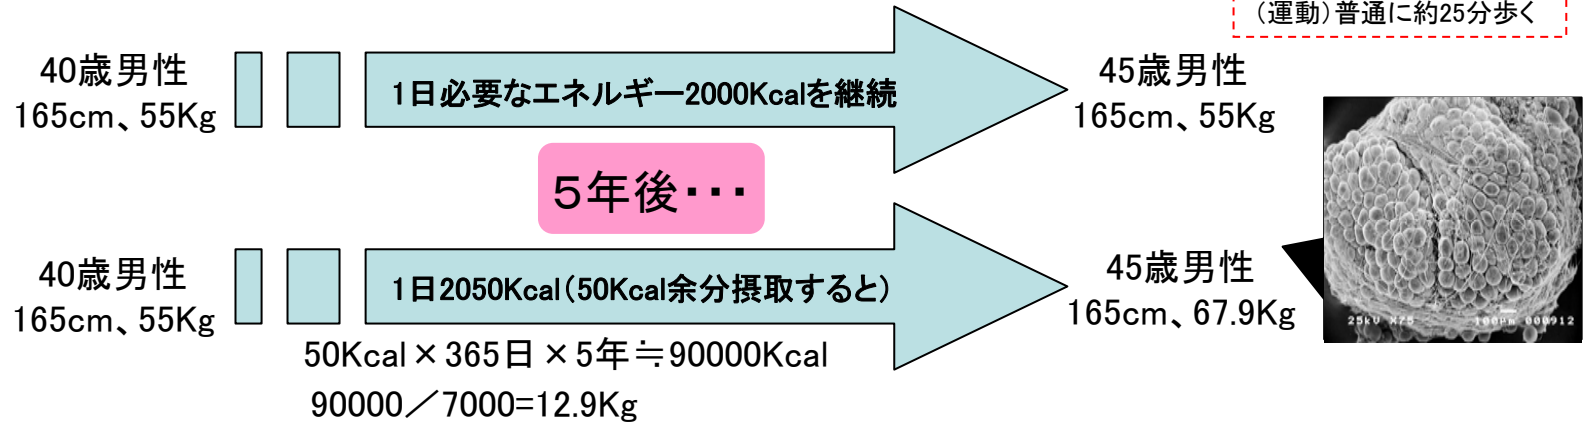 (運動)普通に約25分歩く
40歳男性
165cm、55Kg
1日必要なエネルギー2000Kcalを継続
45歳男性
165cm、55Kg
5年後・・・
40歳男性
165cm、55Kg
1日2050Kcal(50Kcal余分摂取すると)
45歳男性
165cm、67.9Kg
50Kcal×365日×5年≒90000Kcal
90000/7000=12.9Kg
25kV X75 100μm 000912